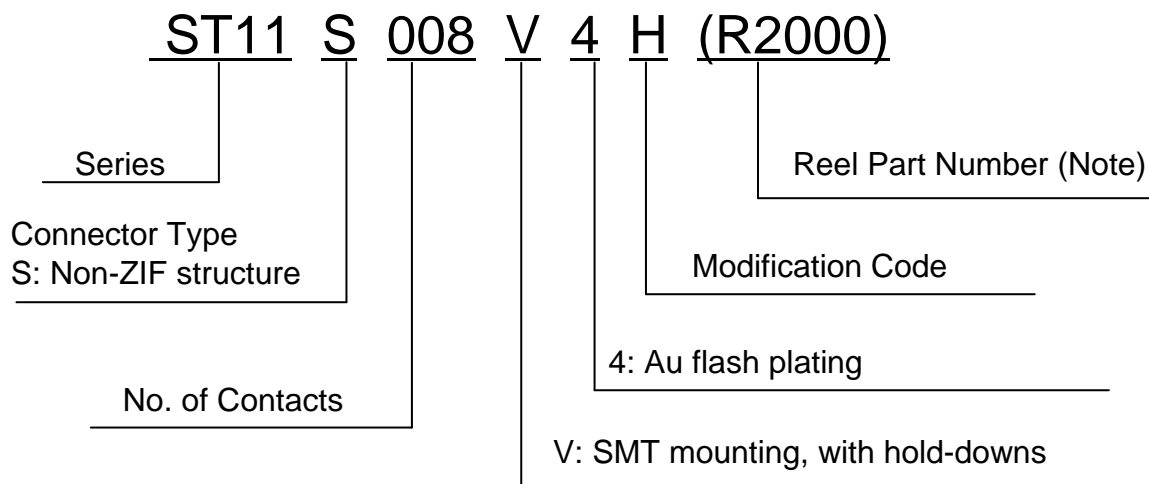 ST11 S 008 V 4 H (R2000)
Series
Reel Part Number (Note)
Connector Type
S: Non-ZIF structure
Modification Code
4: Au flash plating
No. of Contacts
V: SMT mounting, with hold-downs